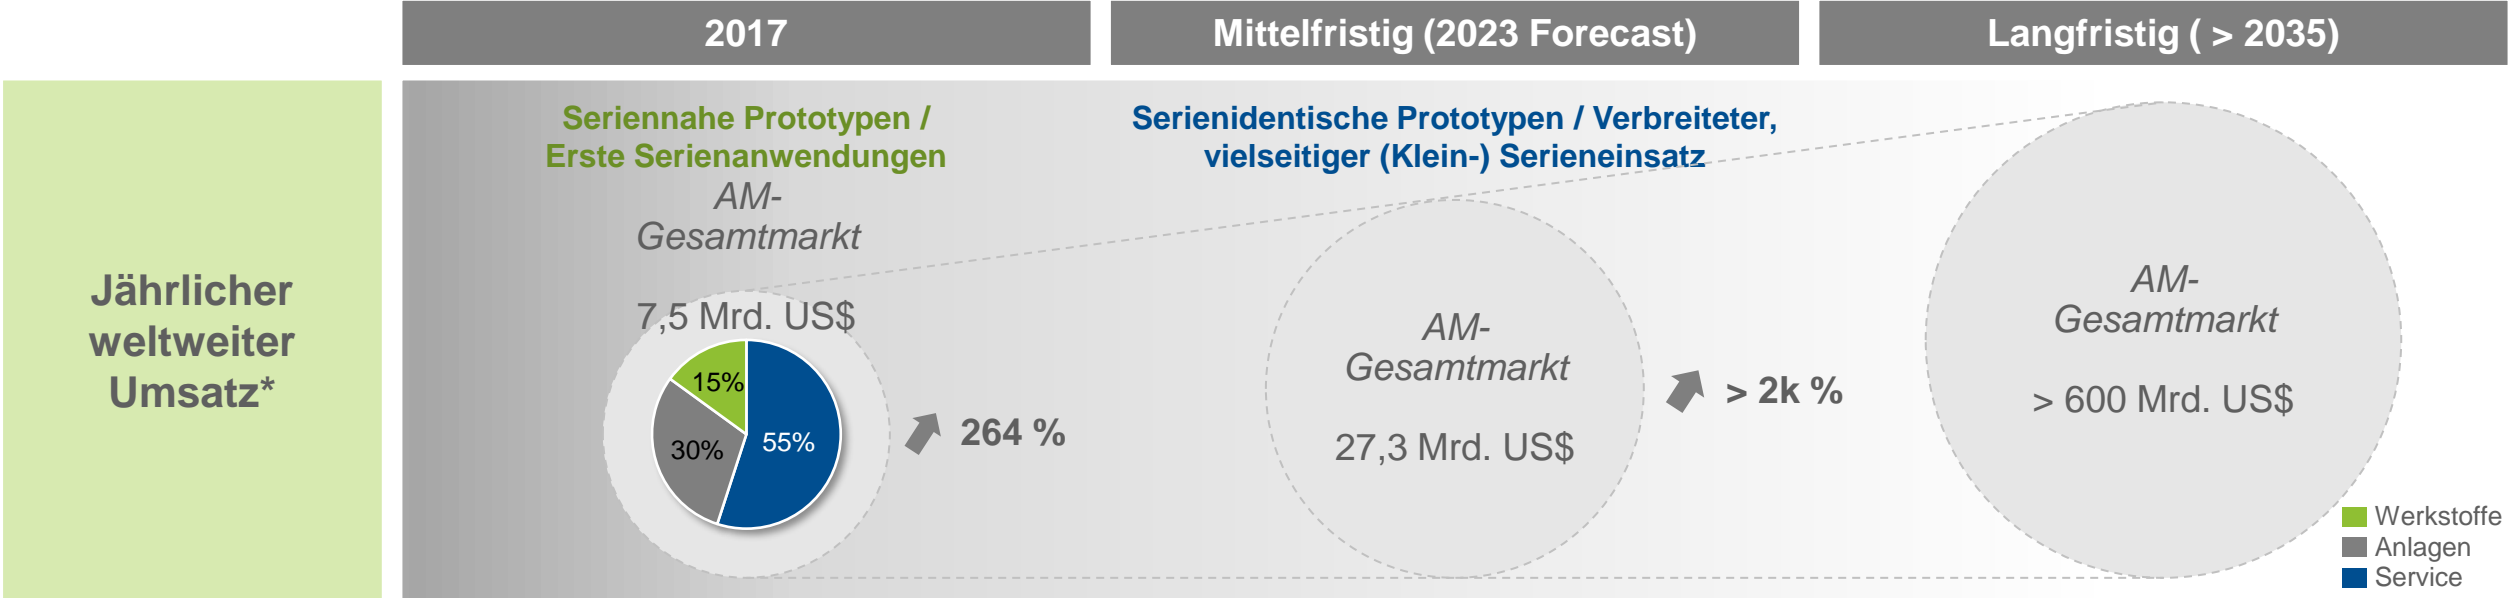 2017
Mittelfristig (2023 Forecast)
Langfristig ( > 2035)
Jährlicher
weltweiter
Umsatz*
Seriennahe Prototypen /
Erste Serienanwendungen
AM-
Gesamtmarkt
7,5 Mrd. US$
15%
30%
55%
264 %
Serienidentische Prototypen / Verbreiteter,
vielseitiger (Klein-) Serieneinsatz
AM-
Gesamtmarkt
27,3 Mrd. US$
> 2k %
AM-
Gesamtmarkt
> 600 Mrd. US$
Werkstoffe
Anlagen
Service